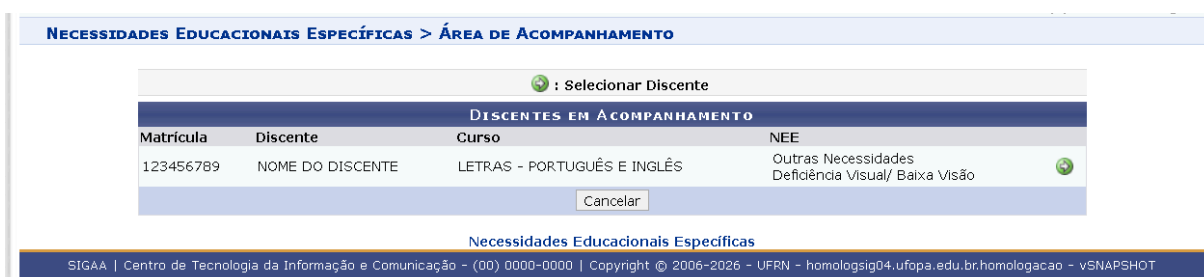 Necessidades Educacionais Específicas > Área de Acompanhamento
: Selecionar Discente
Discentes em Acompanhamento
Matrícula Discente Curso NEE
123456789 NOME DO DISCENTE LETRAS - PORTUGUÊS E INGLÊS Outras Necessidades
Deficiência Visual/ Baixa Visão
Cancelar
Necessidades Educacionais Específicas
SIGAA | Centro de Tecnologia da Informação e Comunicação - (00) 0000-0000 | Copyright © 2006-2026 - UFRN - homologsig04.ufopa.edu.br.homologacao - vSNAPSHOT